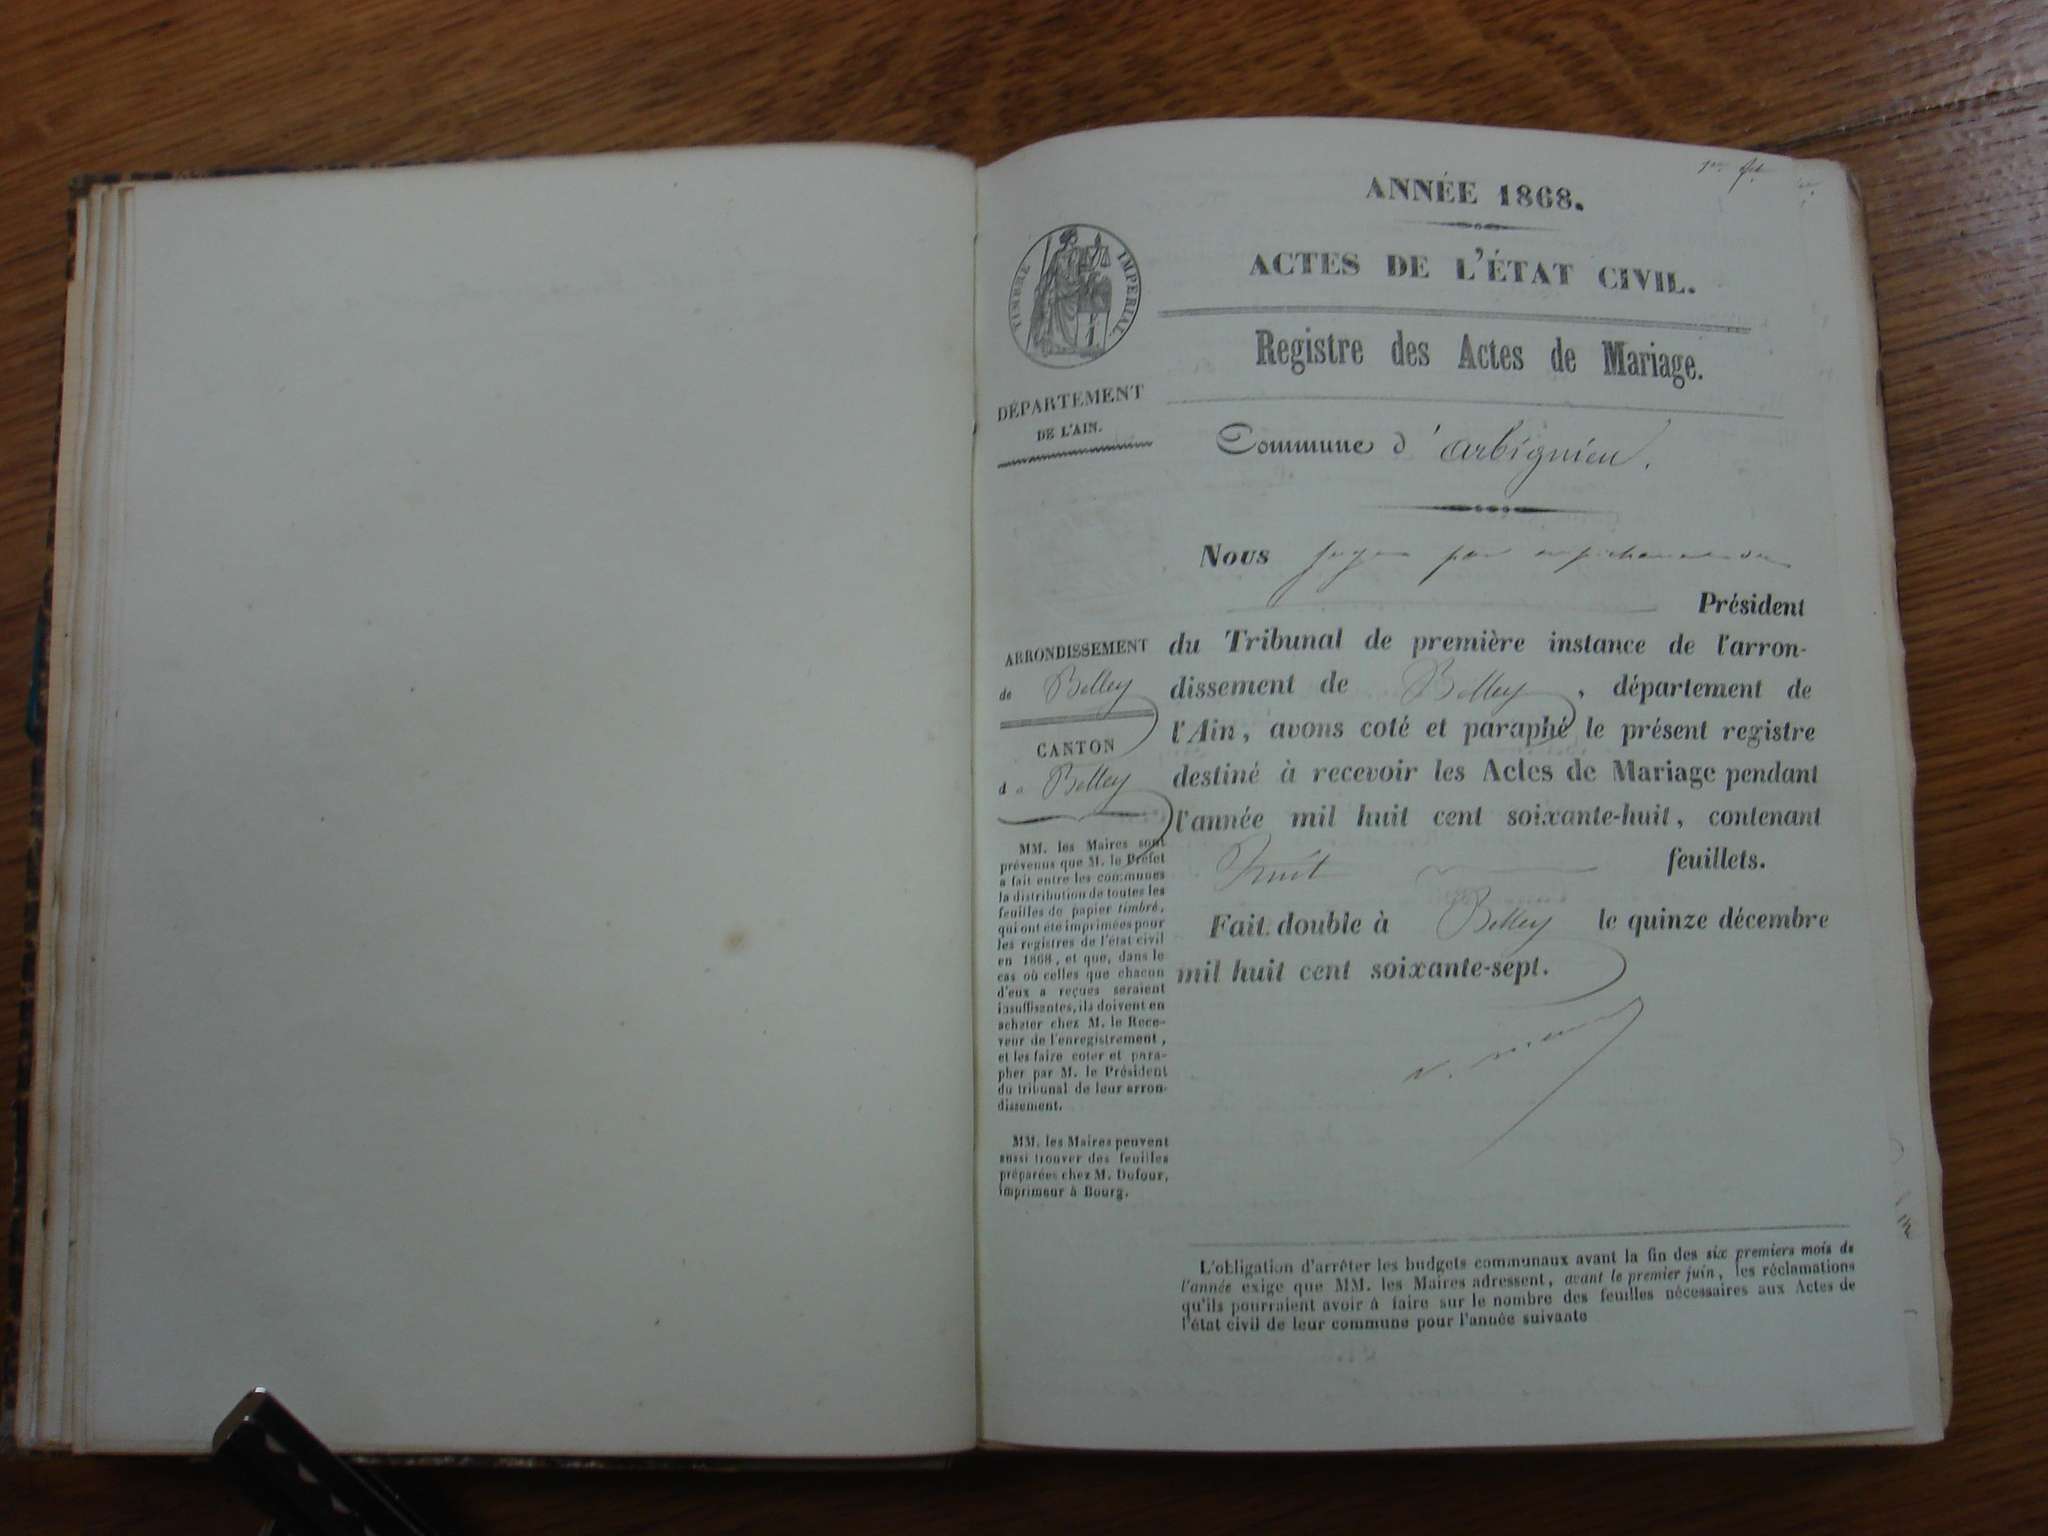 1er ft
ANNÉE 1868.
ACTES DE L'ÉTAT CIVIL.
TIMBRE IMPERIAL
Registre des Actes de Mariage.
DÉPARTEMENT
DE L'AIN.
Commune d'Arbignieu.
ARRONDISSEMENT
de Belley
CANTON
de Belley
MM. les Maires sont
prévenus que M. le Préfet
a fait entre les communes
la distribution de toutes les
feuilles de papier timbré,
qui ont été imprimées pour
les registres de l'état civil
en 1868, et que, dans le
cas où celles que chacun
d'eux a reçues seraient
insuffisantes, ils doivent en
acheter chez M. le Rece-
veur de l'enregistrement,
et les faire coter et para-
pher par M. le Président
du tribunal de leur arron-
dissement.
MM. les Maires peuvent
aussi trouver des feuilles
préparées chez M. Dufour,
imprimeur à Bourg.
Nous juge par empêchement du
Président
du Tribunal de première instance de l'arron-
dissement de Belley, département de
l'Ain, avons coté et paraphé le présent registre
destiné à recevoir les Actes de Mariage pendant
l'année mil huit cent soixante-huit, contenant
huit feuillets.
Fait double à Belley le quinze décembre
mil huit cent soixante-sept.
L'obligation d'arrêter les budgets communaux avant la fin des six premiers mois de
l'année exige que MM. les Maires adressent, avant le premier juin, les réclamations
qu'ils pourraient avoir à faire sur le nombre des feuilles nécessaires aux Actes de
l'état civil de leur commune pour l'année suivante